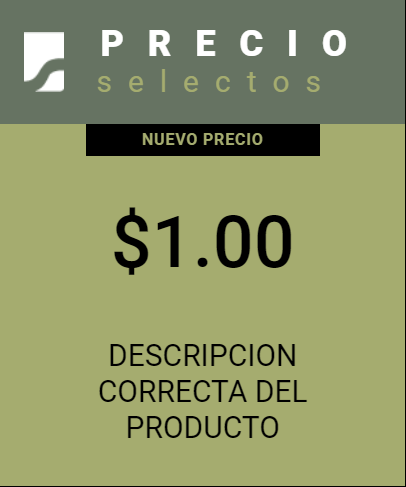 PRECIO
selectos
NUEVO PRECIO
$1.00
DESCRIPCION
CORRECTA DEL
PRODUCTO